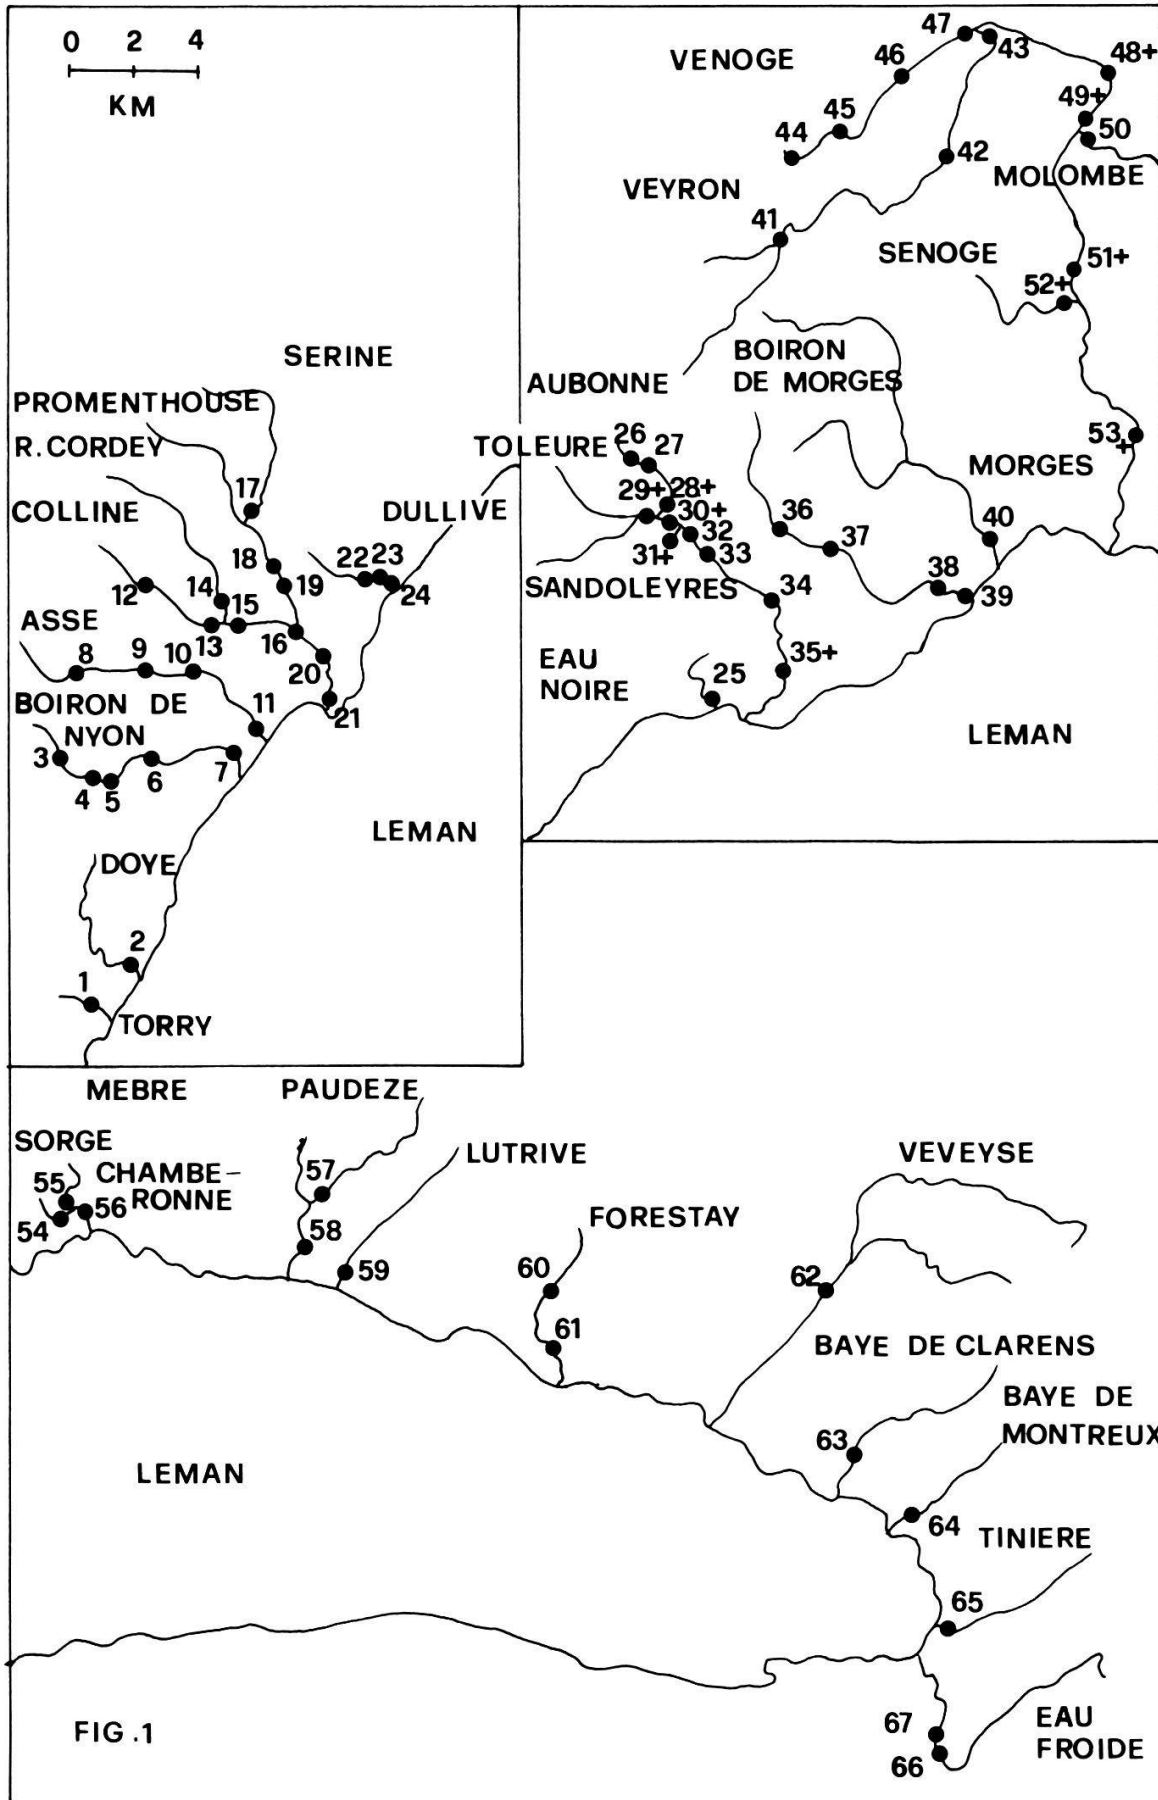 0 2 4
KM
SERINE
PROMENTHOUSE
R. CORDEY
17
COLLINE
DULLIVE
18
22 23
19
24
12
14
15
ASSE
13
16
8
9
10
20
BOIRON DE
NYON
11
21
3
4
5
6
7
LEMAN
DOYE
2
1
TORRY
47
43
VENOGE
46
48+
49+
45
50
44
42
MOLOMBE
VEYRON
41
SENOGE
51+
52+
BOIRON
DE MORGES
AUBONNE
TOLEURE
26
27
53
+
MORGES
29+
28+
30+
36
40
32
37
31+
33
SANDOLEYRES
34
38
39
EAU
NOIRE
35+
25
LEMAN
MEBRE
PAUDEZE
SORGE
LUTRIVE
VEVEYSE
CHAMBE-
RONNE
55
57
56
54
FORESTAY
58
59
60
62
61
BAYE DE CLARENS
BAYE DE
MONTREUX
63
LEMAN
64
TINIERE
65
67
EAU
FROIDE
66
FIG.1